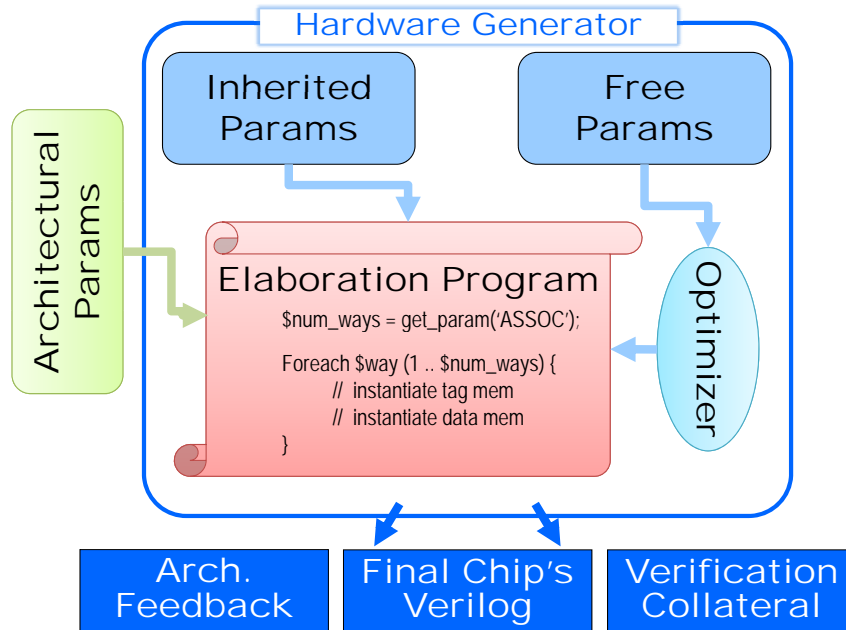 Hardware Generator
Inherited
Params
Free
Params
Architectural
Params
Elaboration Program
$num_ways = get_param(‘ASSOC’);
Foreach $way (1 .. $num_ways) {
// instantiate tag mem
// instantiate data mem
}
Optimizer
Arch.
Feedback
Final Chip’s
Verilog
Verification
Collateral